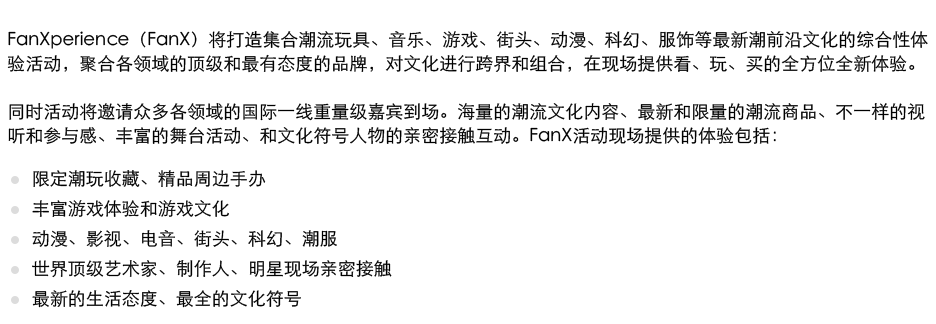 FanXperience（FanX）将打造集合潮流玩具、音乐、游戏、街头、动漫、科幻、服饰等最新潮前沿文化的综合性体
验活动，聚合各领域的顶级和最有态度的品牌，对文化进行跨界和组合，在现场提供看、玩、买的全方位全新体验。
同时活动将邀请众多各领域的国际一线重量级嘉宾到场。海量的潮流文化内容、最新和限量的潮流商品、不一样的视
听和参与感、丰富的舞台活动、和文化符号人物的亲密接触互动。FanX活动现场提供的体验包括：
限定潮玩收藏、精品周边手办
丰富游戏体验和游戏文化
动漫、影视、电音、街头、科幻、潮服
世界顶级艺术家、制作人、明星现场亲密接触
最新的生活态度、最全的文化符号